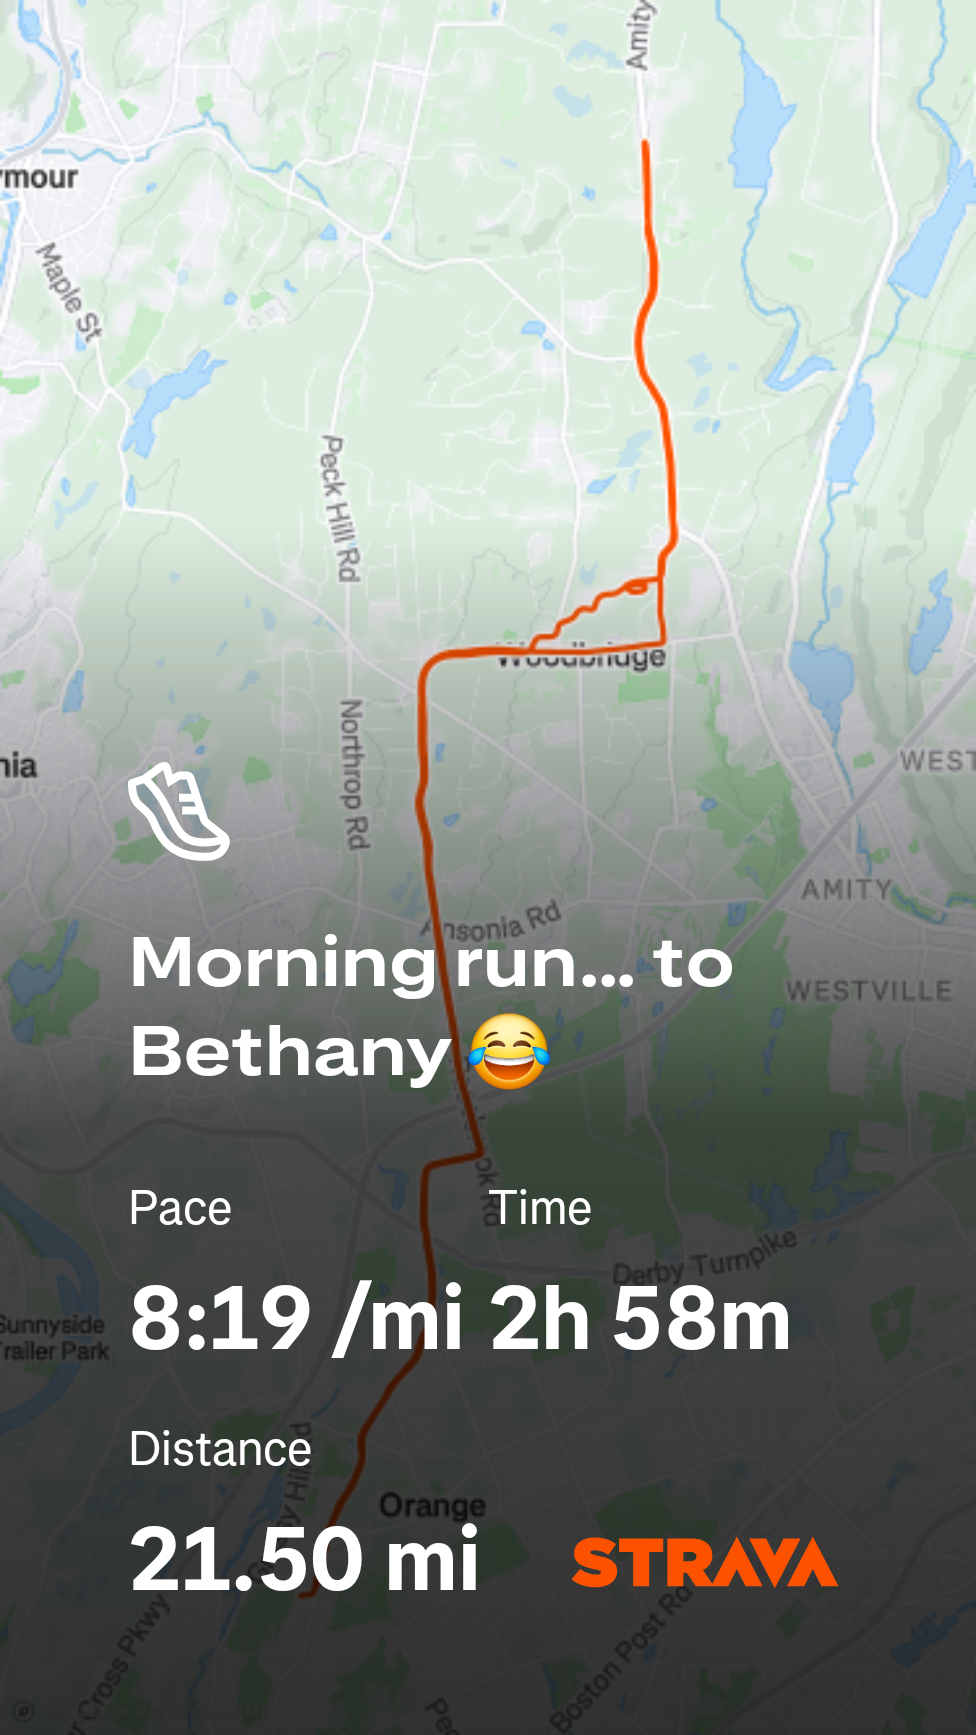 Amity
mour
Maple St
Peck Hill Rd
Woodbridge
Northrop Rd
nia
WEST
AMITY
Ansonia Rd
WESTVILLE
Morning run... to
Bethany 😂
Pace
Time
Derby Turnpike
8:19 /mi
2h 58m
Sunnyside
Trailer Park
Distance
Orange
21.50 mi
STRAVA
Boston Post Rd
Cross Pkwy